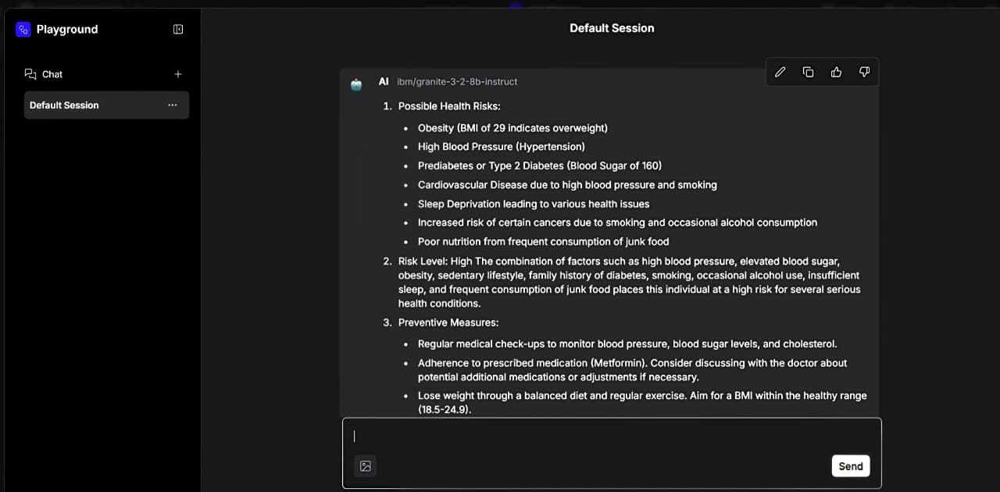 Playground
Default Session
Chat
Default Session
AI ibm/granite-3-2-8b-instruct
1. Possible Health Risks:
• Obesity (BMI of 29 indicates overweight)
• High Blood Pressure (Hypertension)
• Prediabetes or Type 2 Diabetes (Blood Sugar of 160)
• Cardiovascular Disease due to high blood pressure and smoking
• Sleep Deprivation leading to various health issues
• Increased risk of certain cancers due to smoking and occasional alcohol consumption
• Poor nutrition from frequent consumption of junk food
2. Risk Level: High The combination of factors such as high blood pressure, elevated blood sugar,
obesity, sedentary lifestyle, family history of diabetes, smoking, occasional alcohol use, insufficient
sleep, and frequent consumption of junk food places this individual at a high risk for several serious
health conditions.
3. Preventive Measures:
• Regular medical check-ups to monitor blood pressure, blood sugar levels, and cholesterol.
• Adherence to prescribed medication (Metformin). Consider discussing with the doctor about
potential additional medications or adjustments if necessary.
• Lose weight through a balanced diet and regular exercise. Aim for a BMI within the healthy range
(18.5-24.9).
Send